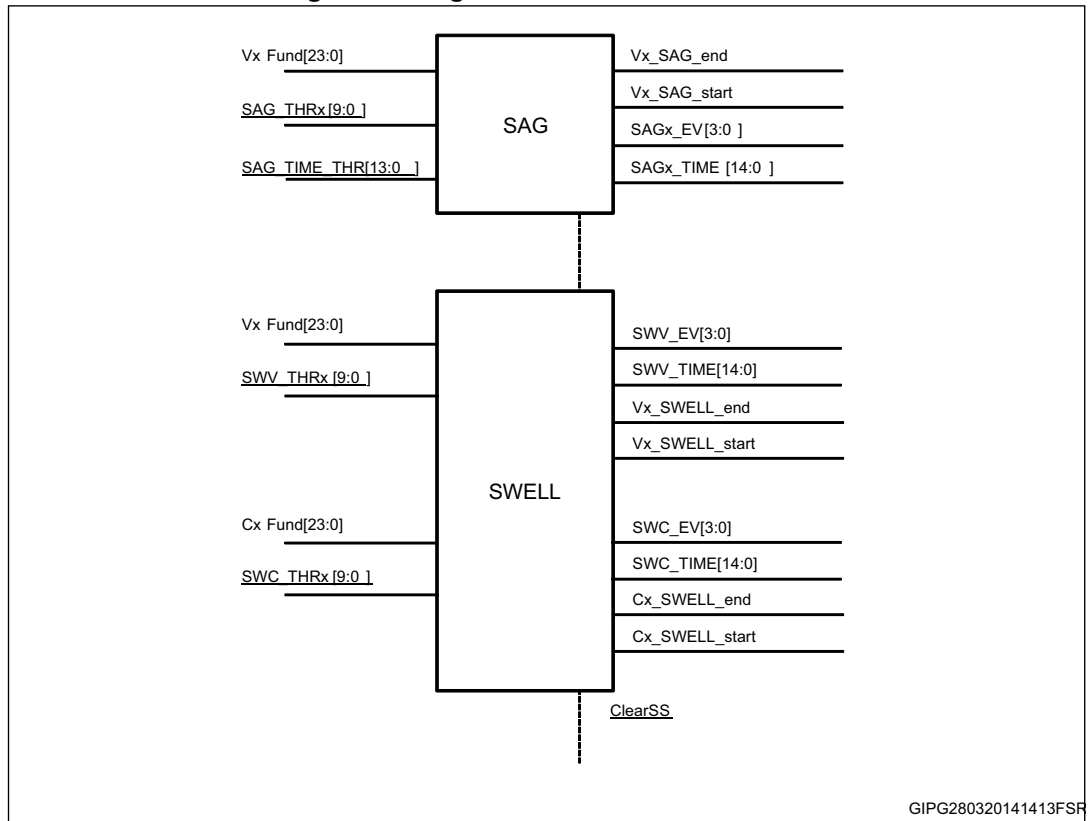 Vx Fund[23:0]
SAG_THRx [9:0 ]
SAG_TIME_THR[13:0 _]
SAG
Vx_SAG_end
Vx_SAG_start
SAGx_EV[3:0 ]
SAGx_TIME [14:0 ]
Vx Fund[23:0]
SWV_THRx [9:0 ]
SWV_EV[3:0]
SWV_TIME[14:0]
Vx_SWELL_end
Vx_SWELL_start
SWELL
Cx Fund[23:0]
SWC_THRx [9:0 ]
SWC_EV[3:0]
SWC_TIME[14:0]
Cx_SWELL_end
Cx_SWELL_start
ClearSS
GIPG280320141413FSR